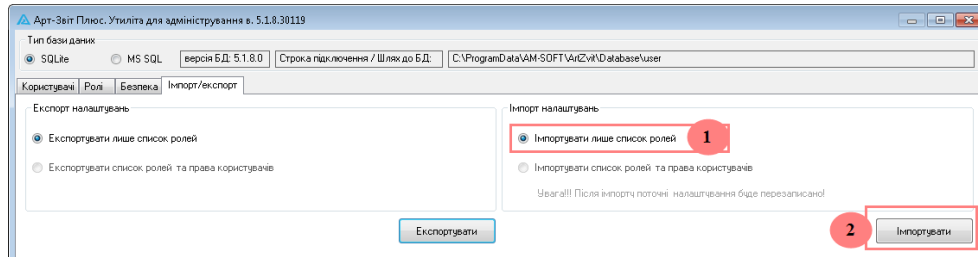 Арт-Звіт Плюс. Утиліта для адміністрування в. 5.1.8.30119
Тип бази даних
SQLite MS SQL версія БД: 5.1.8.0 Строка підключення / Шлях до БД: C:\ProgramData\AM-SOFT\ArtZvit\Database\user
Користувачі Ролі Безпека Імпорт/експорт
Експорт налаштувань Імпорт налаштувань
Експортувати лише список ролей Імпортувати лише список ролей 1
Експортувати список ролей та права користувачів Імпортувати список ролей та права користувачів
Увага!!! Після імпорту поточні налаштування буде перезаписано!
Експортувати 2 Імпортувати